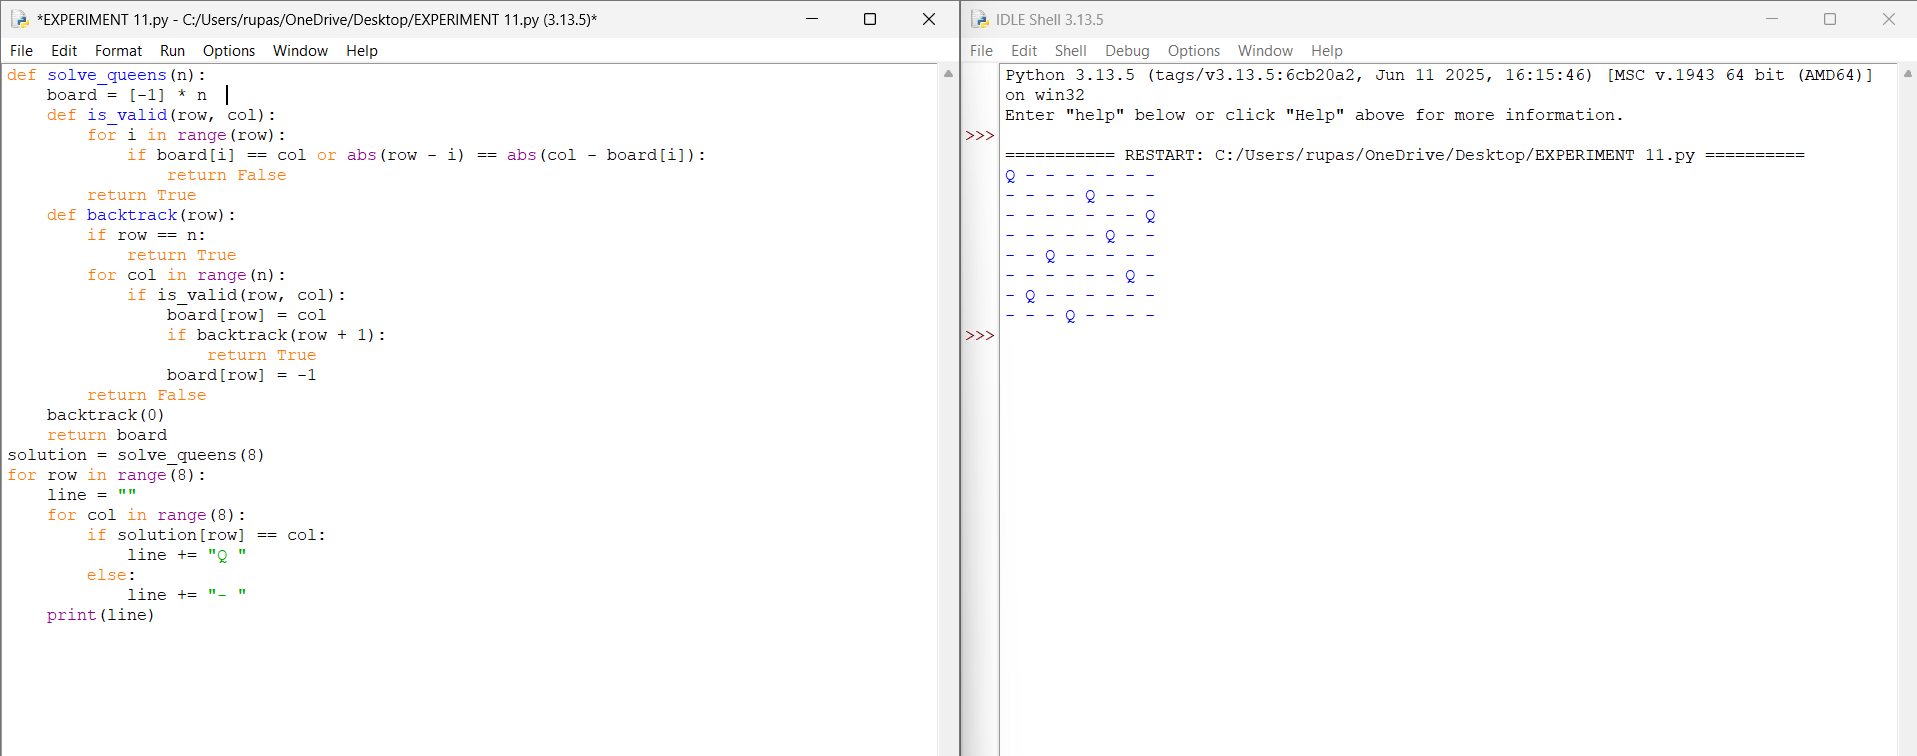 *EXPERIMENT 11.py - C:/Users/rupas/OneDrive/Desktop/EXPERIMENT 11.py (3.13.5)*
File Edit Format Run Options Window Help
def solve_queens(n):
    board = [-1] * n
    def is_valid(row, col):
        for i in range(row):
            if board[i] == col or abs(row - i) == abs(col - board[i]):
                return False
        return True
    def backtrack(row):
        if row == n:
            return True
        for col in range(n):
            if is_valid(row, col):
                board[row] = col
                if backtrack(row + 1):
                    return True
                board[row] = -1
        return False
    backtrack(0)
    return board
solution = solve_queens(8)
for row in range(8):
    line = ""
    for col in range(8):
        if solution[row] == col:
            line += "Q "
        else:
            line += "- "
    print(line)
IDLE Shell 3.13.5
File Edit Shell Debug Options Window Help
Python 3.13.5 (tags/v3.13.5:6cb20a2, Jun 11 2025, 16:15:46) [MSC v.1943 64 bit (AMD64)]
on win32
Enter "help" below or click "Help" above for more information.
>>>
=========== RESTART: C:/Users/rupas/OneDrive/Desktop/EXPERIMENT 11.py ==========
Q - - - - - - -
- - - - Q - - -
- - - - - - - Q
- - - - - Q - -
- - Q - - - - -
- - - - - - Q -
- Q - - - - - -
- - - Q - - - -
>>>